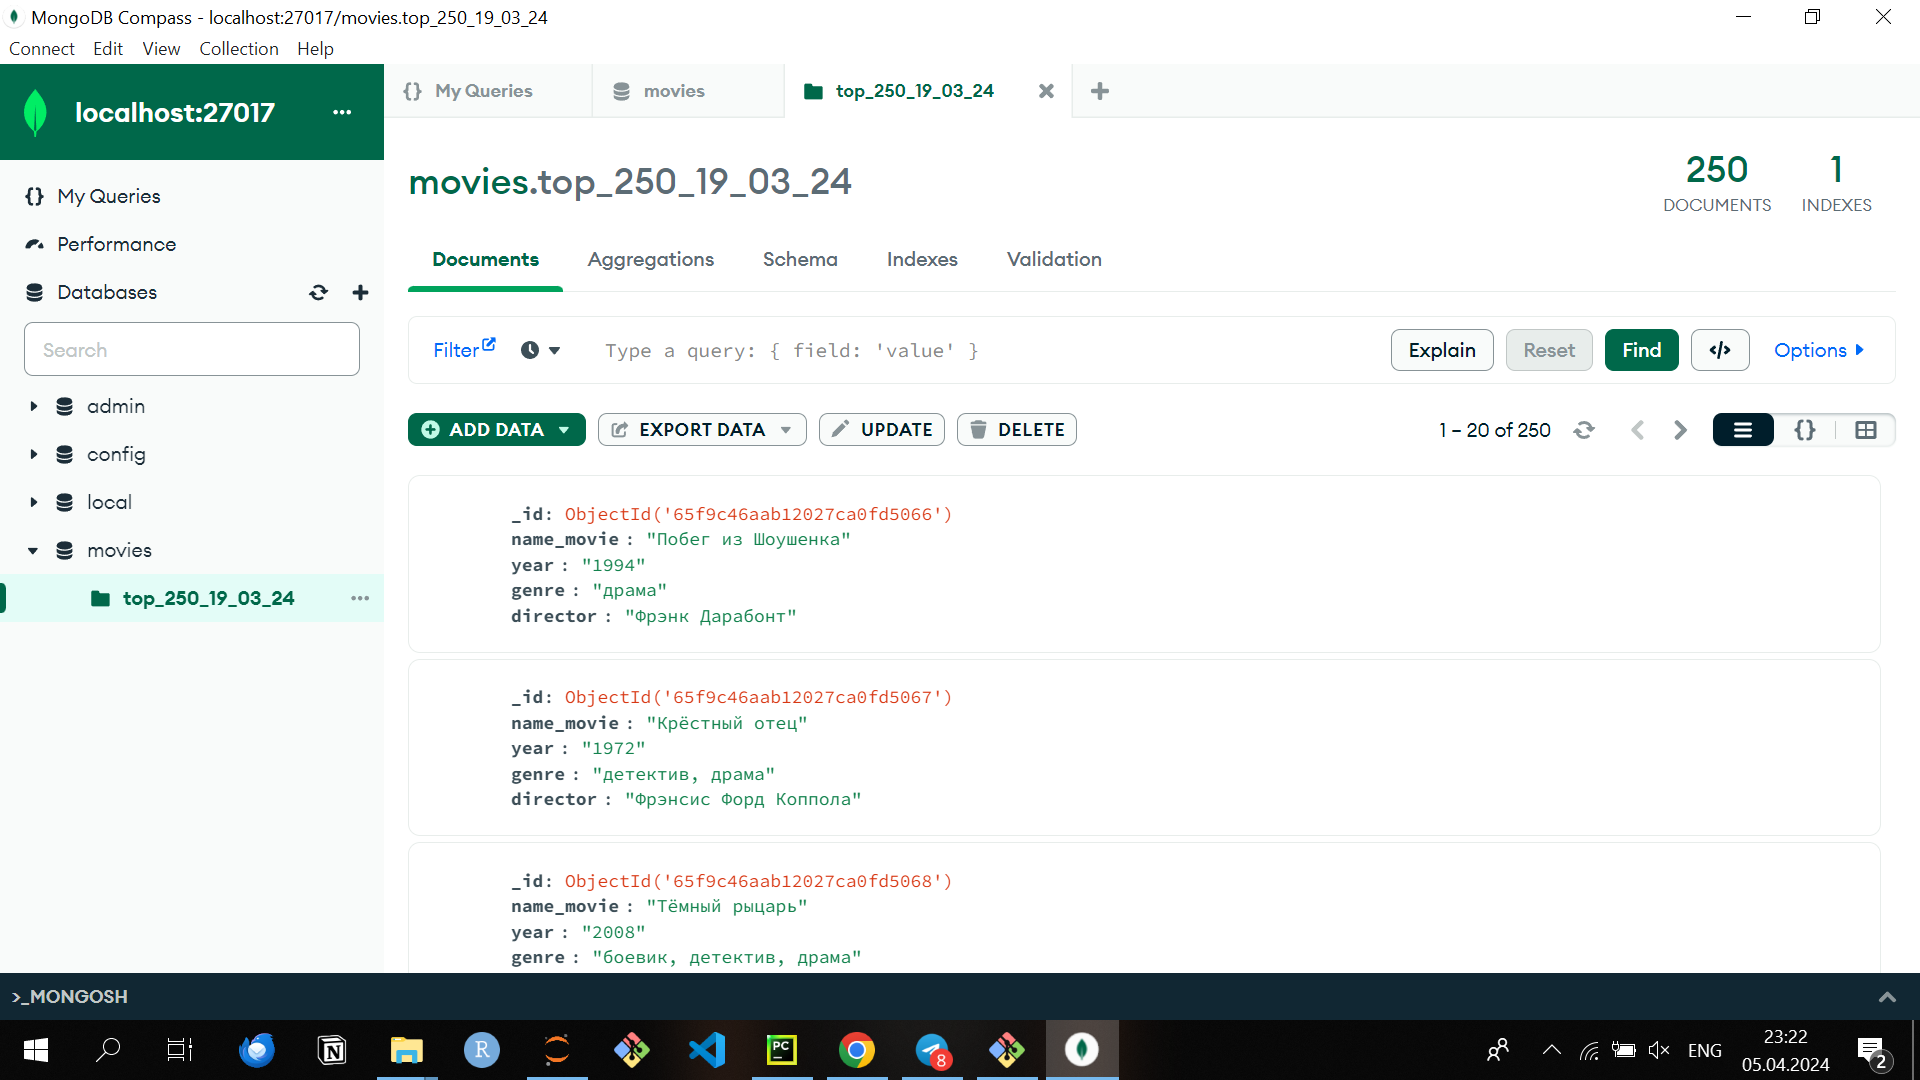 MongoDB Compass - localhost:27017/movies.top_250_19_03_24
Connect Edit View Collection Help
localhost:27017 ...
My Queries
Performance
Databases
Search
admin
config
local
movies
top_250_19_03_24 ...
{} My Queries
movies
top_250_19_03_24
movies.top_250_19_03_24
250
DOCUMENTS
1
INDEXES
Documents Aggregations Schema Indexes Validation
Filter Type a query: { field: 'value' } Explain Reset Find </> Options
ADD DATA EXPORT DATA UPDATE DELETE 1 – 20 of 250 {}
_id: ObjectId('65f9c46aab12027ca0fd5066')
name_movie : "Побег из Шоушенка"
year : "1994"
genre : "драма"
director : "Фрэнк Дарабонт"
_id: ObjectId('65f9c46aab12027ca0fd5067')
name_movie : "Крёстный отец"
year : "1972"
genre : "детектив, драма"
director : "Фрэнсис Форд Коппола"
_id: ObjectId('65f9c46aab12027ca0fd5068')
name_movie : "Тёмный рыцарь"
year : "2008"
genre : "боевик, детектив, драма"
>_MONGOSH
N R PC 8 ENG 23:22
05.04.2024 2